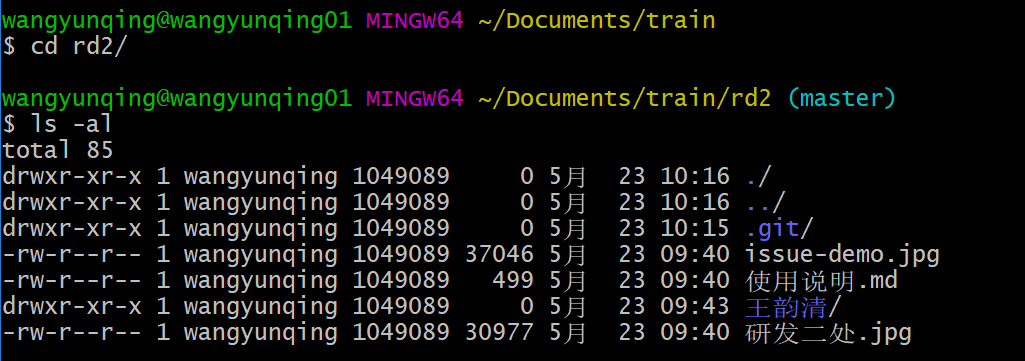 wangyunqing@wangyunqing01 MINGW64 ~/Documents/train
$ cd rd2/
wangyunqing@wangyunqing01 MINGW64 ~/Documents/train/rd2 (master)
$ ls -al
total 85
drwxr-xr-x 1 wangyunqing 1049089     0 5月  23 10:16 ./
drwxr-xr-x 1 wangyunqing 1049089     0 5月  23 10:16 ../
drwxr-xr-x 1 wangyunqing 1049089     0 5月  23 10:15 .git/
-rw-r--r-- 1 wangyunqing 1049089 37046 5月  23 09:40 issue-demo.jpg
-rw-r--r-- 1 wangyunqing 1049089   499 5月  23 09:40 使用说明.md
drwxr-xr-x 1 wangyunqing 1049089     0 5月  23 09:43 王韵清/
-rw-r--r-- 1 wangyunqing 1049089 30977 5月  23 09:40 研发二处.jpg